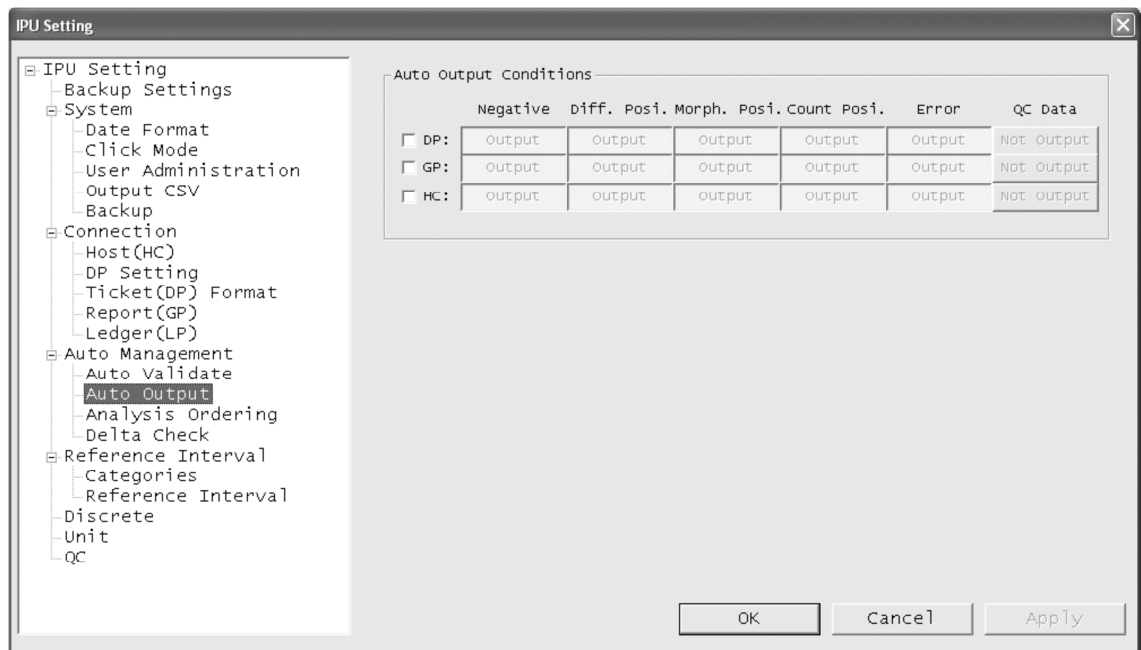 IPU Setting
IPU Setting
Backup Settings
System
Date Format
Click Mode
User Administration
Output CSV
Backup
Connection
Host(HC)
DP Setting
Ticket(DP) Format
Report(GP)
Ledger(LP)
Auto Management
Auto Validate
Auto Output
Analysis Ordering
Delta Check
Reference Interval
Categories
Reference Interval
Discrete
Unit
QC
Auto Output Conditions
Negative Diff. Posi. Morph. Posi. Count Posi. Error QC Data
DP: Output Output Output Output Output Not Output
GP: Output Output Output Output Output Not Output
HC: Output Output Output Output Output Not Output
OK Cancel Apply